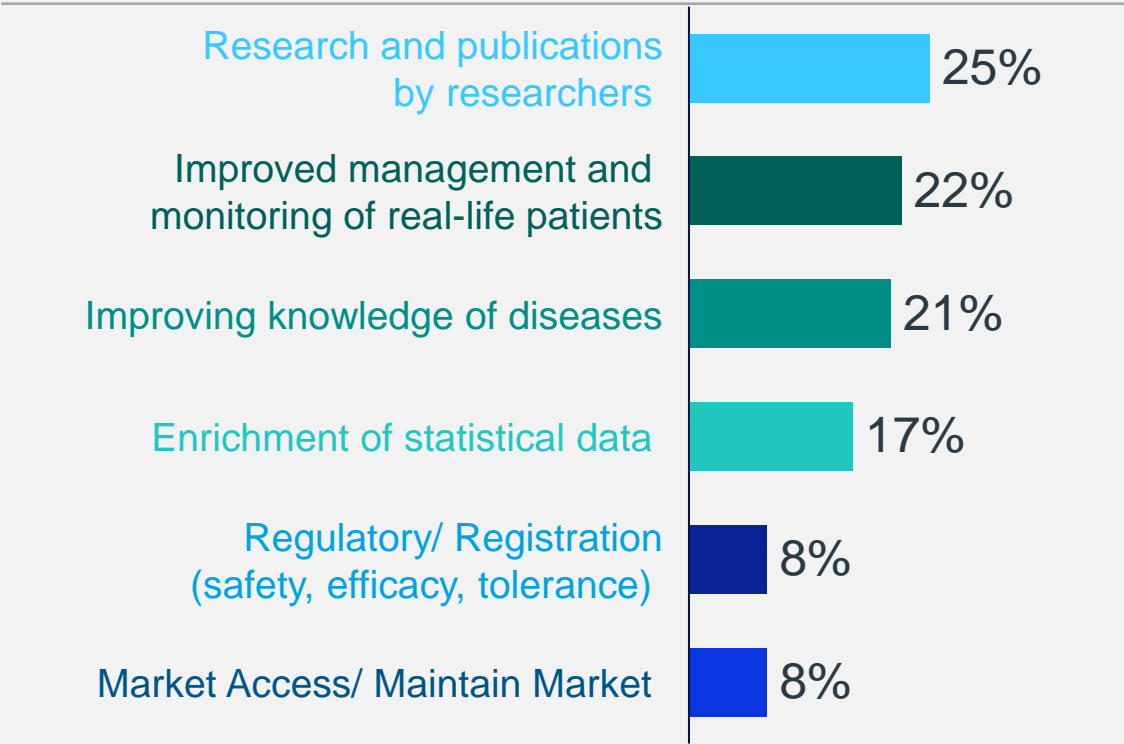 Research and publications
by researchers
25%
Improved management and
monitoring of real-life patients
22%
Improving knowledge of diseases
21%
Enrichment of statistical data
17%
Regulatory/ Registration
(safety, efficacy, tolerance)
8%
Market Access/ Maintain Market
8%